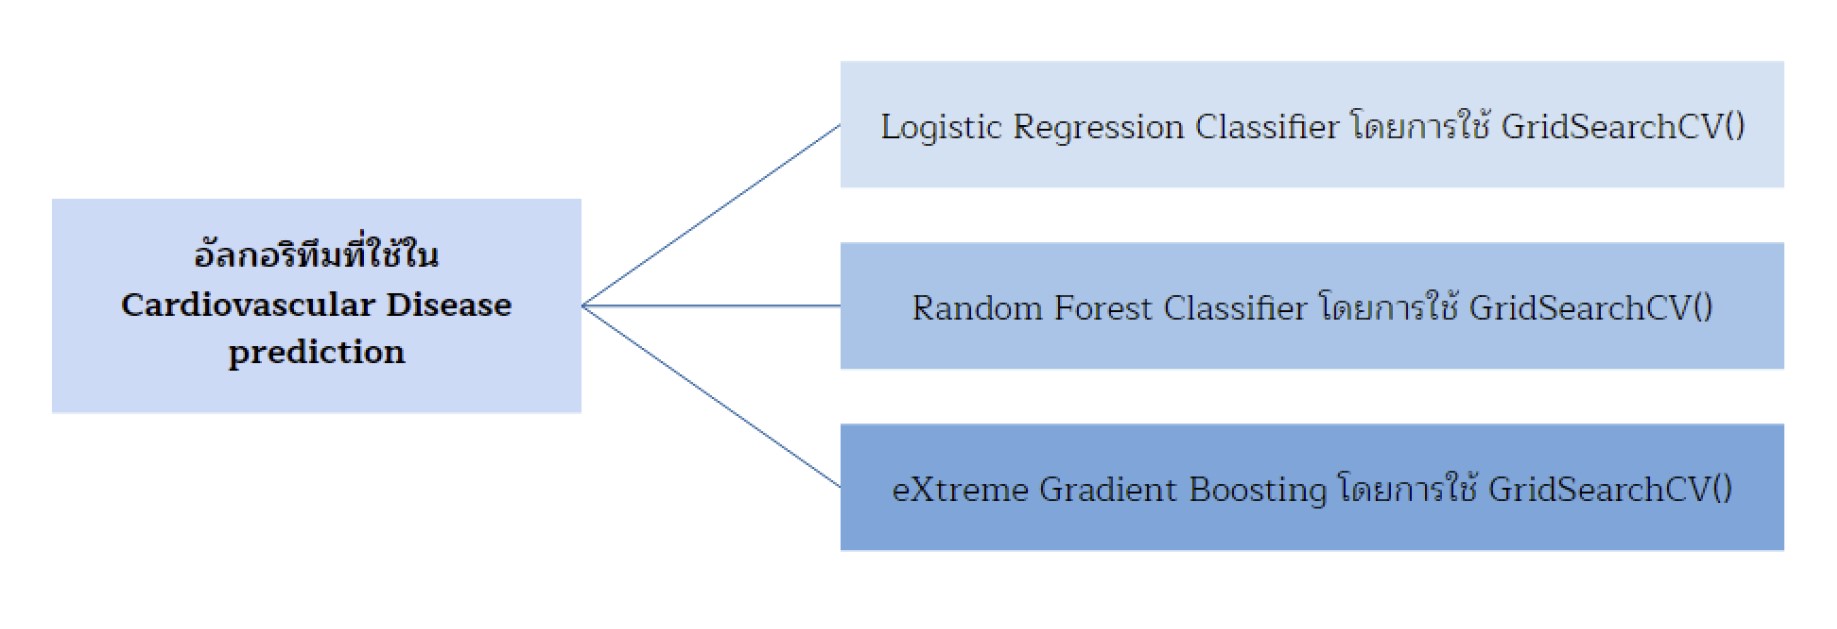 อัลกอริทึมที่ใช้ใน
Cardiovascular Disease
prediction
Logistic Regression Classifier โดยการใช้ GridSearchCV()
Random Forest Classifier โดยการใช้ GridSearchCV()
eXtreme Gradient Boosting โดยการใช้ GridSearchCV()